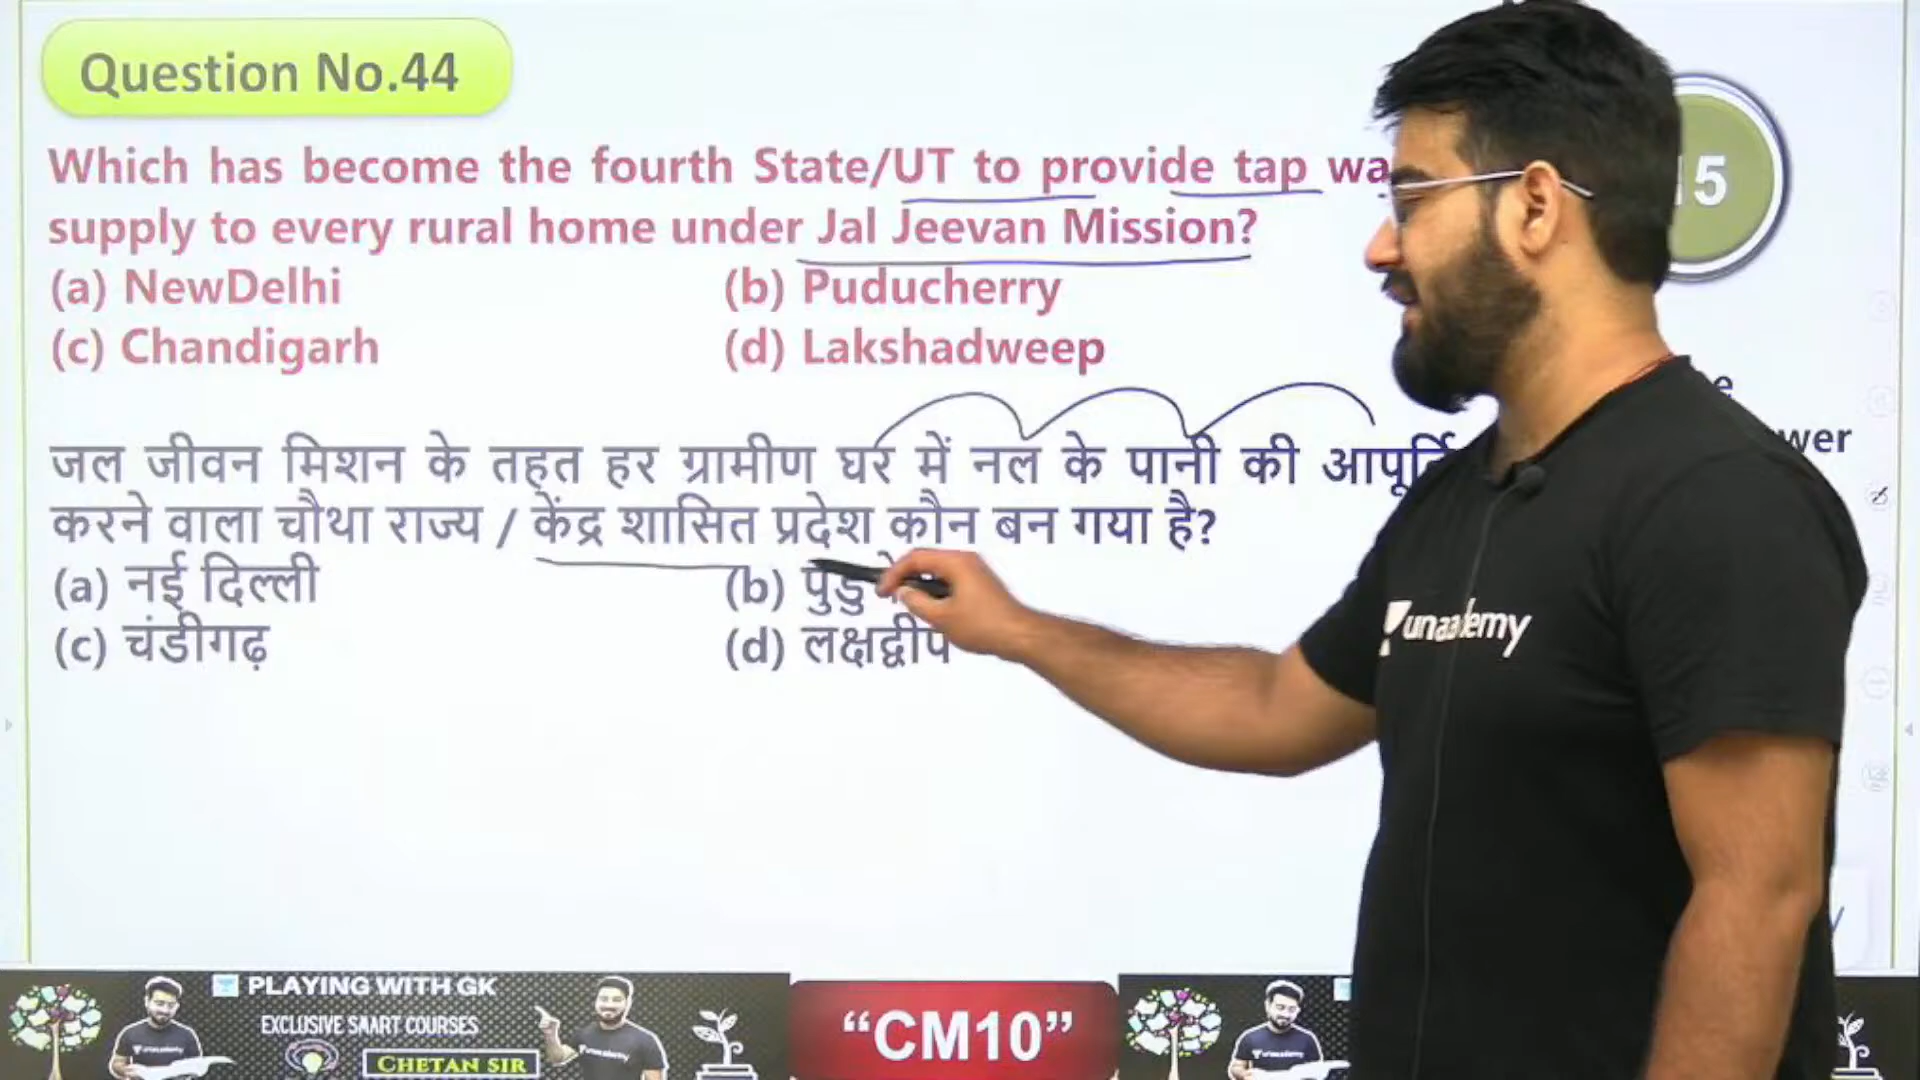 Question No.44
15
Which has become the fourth State/UT to provide tap
supply to every rural home under Jal Jeevan Mission?
(a) NewDelhi
(b) Puducherry
(c) Chandigarh
(d) Lakshadweep
जल जीवन मिशन के तहत हर ग्रामीण घर में नल के पानी की आपूर्ति
करने वाला चौथा राज्य / केंद्र शासित प्रदेश कौन बन गया है?
(a) नई दिल्ली
(b)
(c) चंडीगढ़
(d) लक्षद्वीप
unacademy
PLAYING WITH GK
EXCLUSIVE SMART COURSES
CHETAN SIR
“CM10”